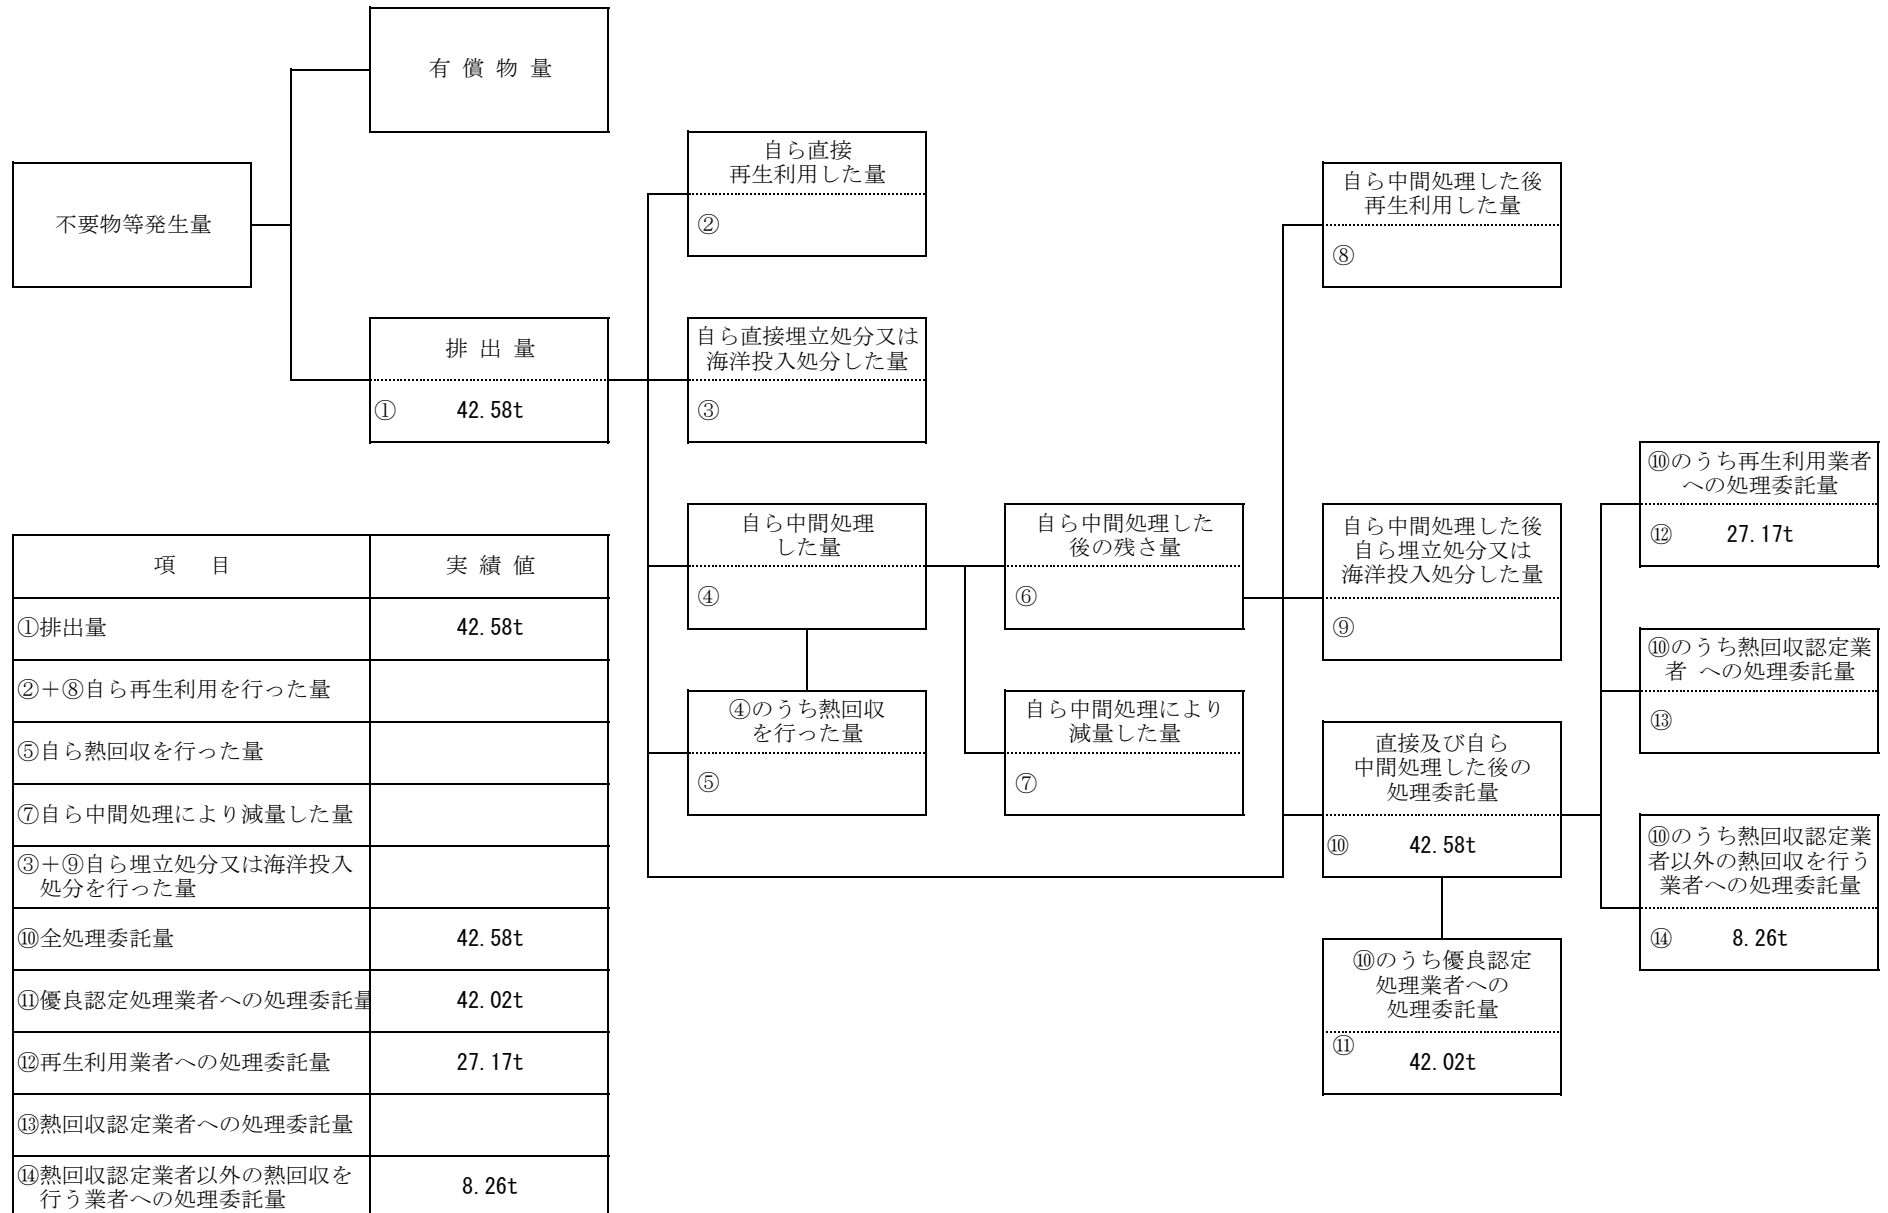 有 償 物 量
不要物等発生量
排 出 量
① 42.58t
自ら直接
再生利用した量
②
自ら直接埋立処分又は
海洋投入処分した量
③
自ら中間処理
した量
④
④のうち熱回収
を行った量
⑤
自ら中間処理した
後の残さ量
⑥
自ら中間処理により
減量した量
⑦
自ら中間処理した後
再生利用した量
⑧
自ら中間処理した後
自ら埋立処分又は
海洋投入処分した量
⑨
直接及び自ら
中間処理した後の
処理委託量
⑩ 42.58t
⑩のうち優良認定
処理業者への
処理委託量
⑪ 42.02t
⑩のうち再生利用業者
への処理委託量
⑫ 27.17t
⑩のうち熱回収認定業
者 への処理委託量
⑬
⑩のうち熱回収認定業
者以外の熱回収を行う
業者への処理委託量
⑭ 8.26t
項 目 実 績 値
①排出量 42.58t
②＋⑧自ら再生利用を行った量
⑤自ら熱回収を行った量
⑦自ら中間処理により減量した量
③＋⑨自ら埋立処分又は海洋投入
処分を行った量
⑩全処理委託量 42.58t
⑪優良認定処理業者への処理委託量 42.02t
⑫再生利用業者への処理委託量 27.17t
⑬熱回収認定業者への処理委託量
⑭熱回収認定業者以外の熱回収を
行う業者への処理委託量 8.26t